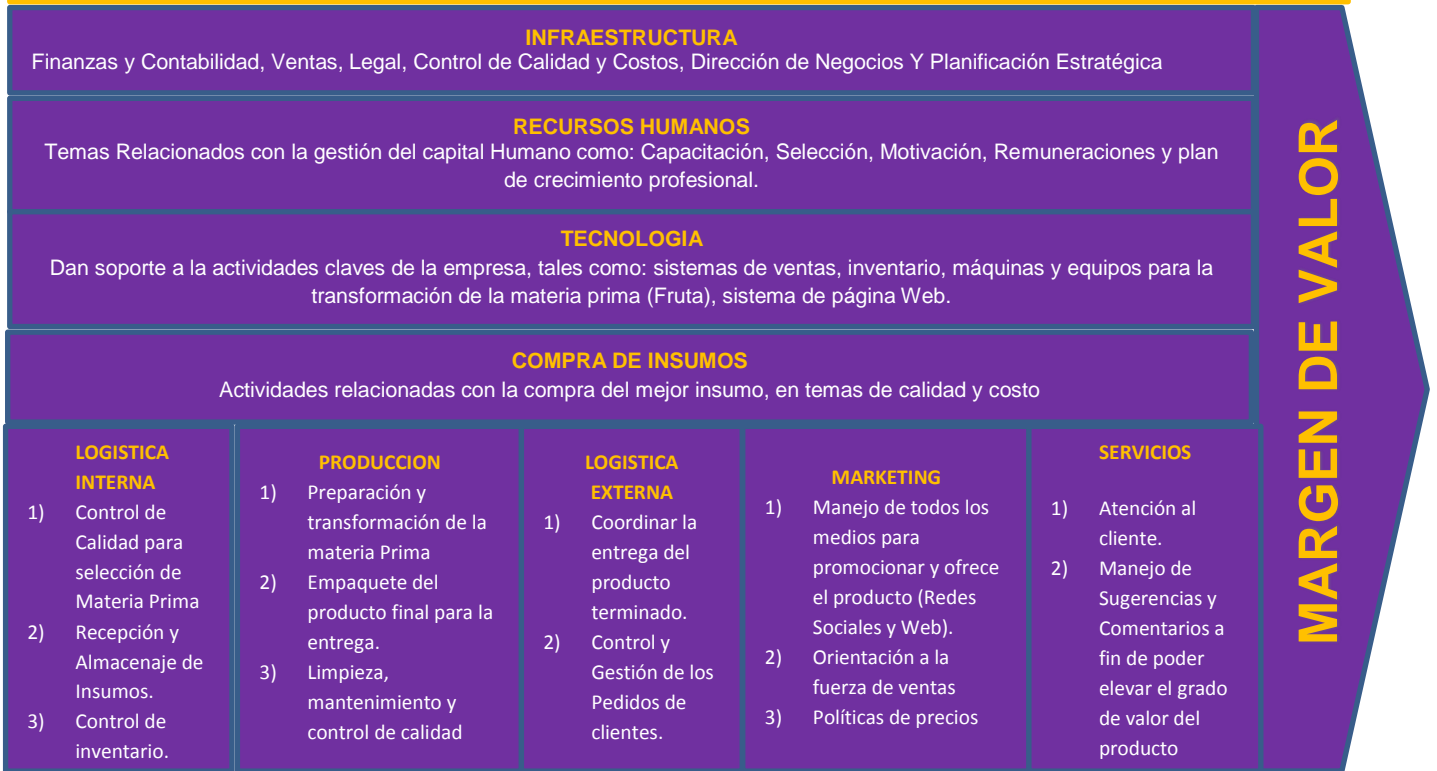 INFRAESTRUCTURA
Finanzas y Contabilidad, Ventas, Legal, Control de Calidad y Costos, Dirección de Negocios Y Planificación Estratégica
RECURSOS HUMANOS
Temas Relacionados con la gestión del capital Humano como: Capacitación, Selección, Motivación, Remuneraciones y plan
de crecimiento profesional.
TECNOLOGIA
Dan soporte a la actividades claves de la empresa, tales como: sistemas de ventas, inventario, máquinas y equipos para la
transformación de la materia prima (Fruta), sistema de página Web.
COMPRA DE INSUMOS
Actividades relacionadas con la compra del mejor insumo, en temas de calidad y costo
LOGISTICA
INTERNA
1) Control de
Calidad para
selección de
Materia Prima
2) Recepción y
Almacenaje de
Insumos.
3) Control de
inventario.
PRODUCCION
1) Preparación y
transformación de la
materia Prima
2) Empaquete del
producto final para la
entrega.
3) Limpieza,
mantenimiento y
control de calidad
LOGISTICA
EXTERNA
1) Coordinar la
entrega del
producto
terminado.
2) Control y
Gestión de los
Pedidos de
clientes.
MARKETING
1) Manejo de todos los
medios para
promocionar y ofrece
el producto (Redes
Sociales y Web).
2) Orientación a la
fuerza de ventas
3) Políticas de precios
SERVICIOS
1) Atención al
cliente.
2) Manejo de
Sugerencias y
Comentarios a
fin de poder
elevar el grado
de valor del
producto
MARGEN DE VALOR